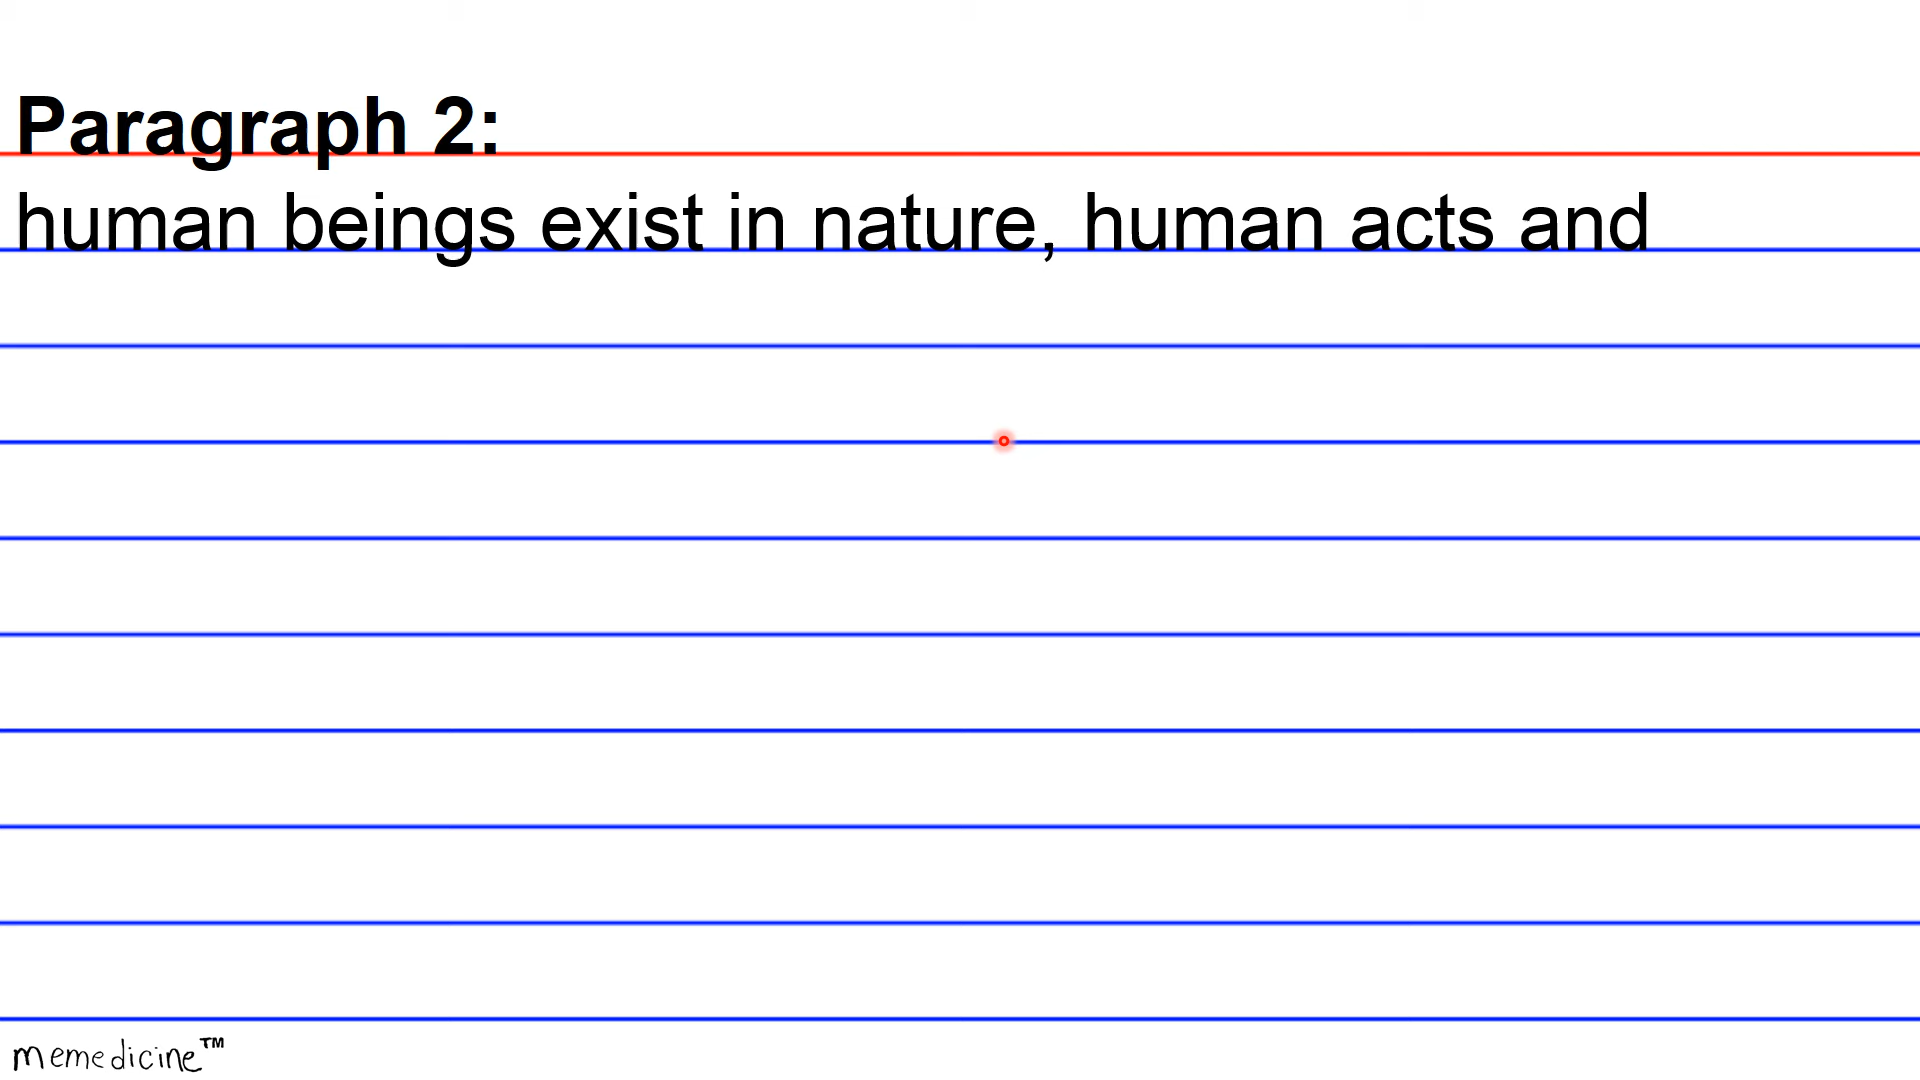 Paragraph 2:
human beings exist in nature, human acts and
memedicine™